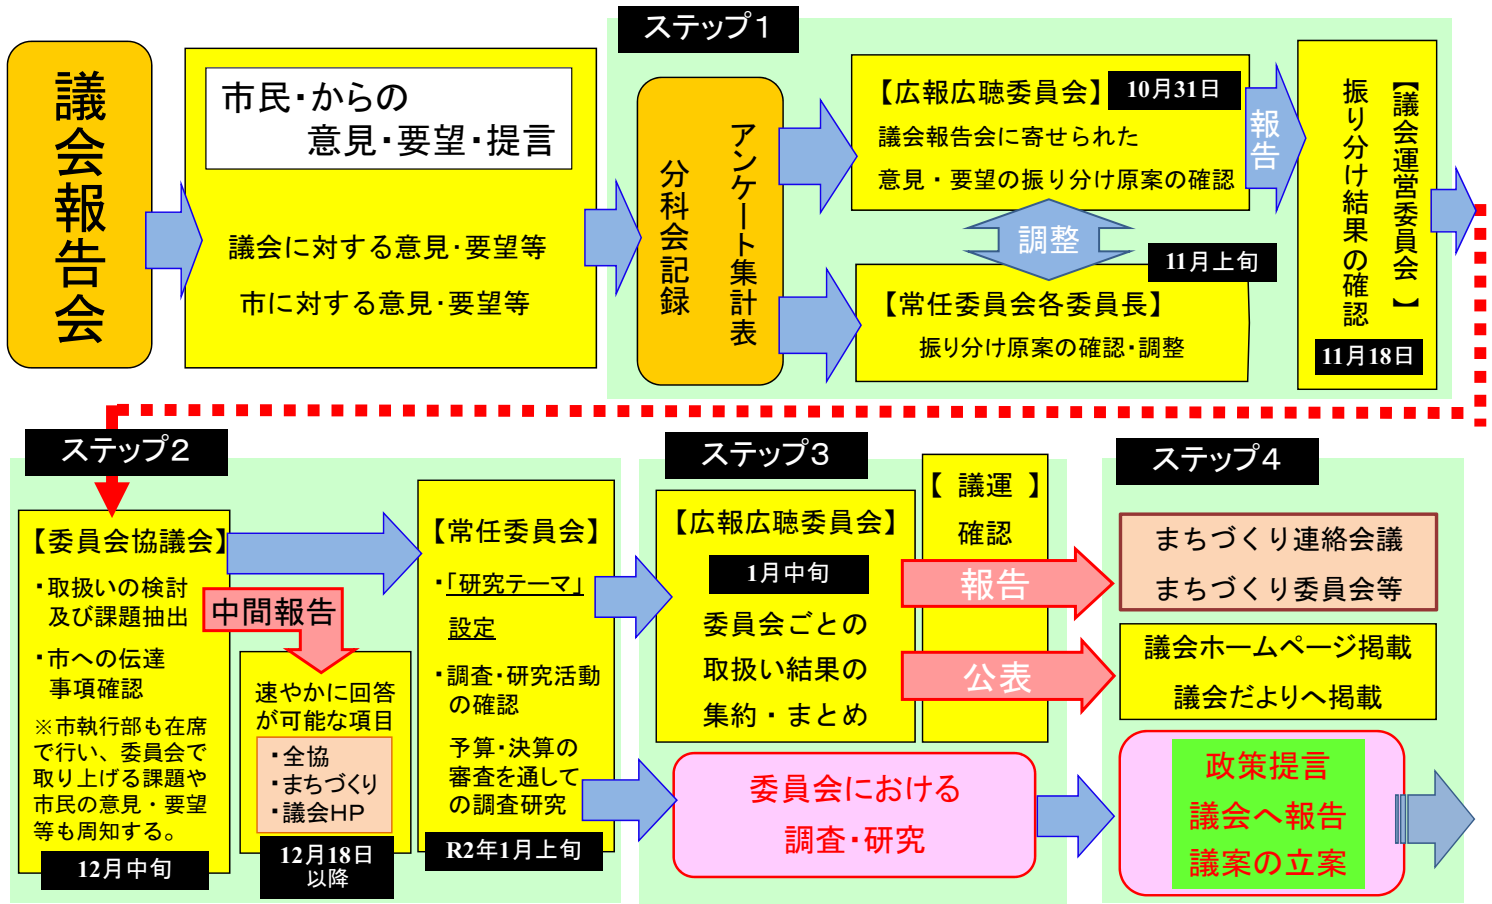 議会報告会
市民・からの
意見・要望・提言
議会に対する意見・要望等
市に対する意見・要望等
ステップ１
アンケート集計表
分科会記録
【広報広聴委員会】
10月31日
議会報告会に寄せられた
意見・要望の振り分け原案の確認
調整
11月上旬
【常任委員会各委員長】
振り分け原案の確認・調整
報告
【議会運営委員会】
振り分け結果の確認
11月18日
ステップ２
【委員会協議会】
・取扱いの検討
及び課題抽出
・市への伝達
事項確認
※市執行部も在席
で行い、委員会で
取り上げる課題や
市民の意見・要望
等も周知する。
12月中旬
中間報告
速やかに回答
が可能な項目
・全協
・まちづくり
・議会HP
12月18日
以降
【常任委員会】
・「研究テーマ」
設定
・調査・研究活動
の確認
予算・決算の
審査を通して
の調査研究
R2年1月上旬
ステップ３
【広報広聴委員会】
1月中旬
委員会ごとの
取扱い結果の
集約・まとめ
【 議運 】
確認
報告
公表
委員会における
調査・研究
ステップ４
まちづくり連絡会議
まちづくり委員会等
議会ホームページ掲載
議会だよりへ掲載
政策提言
議会へ報告
議案の立案